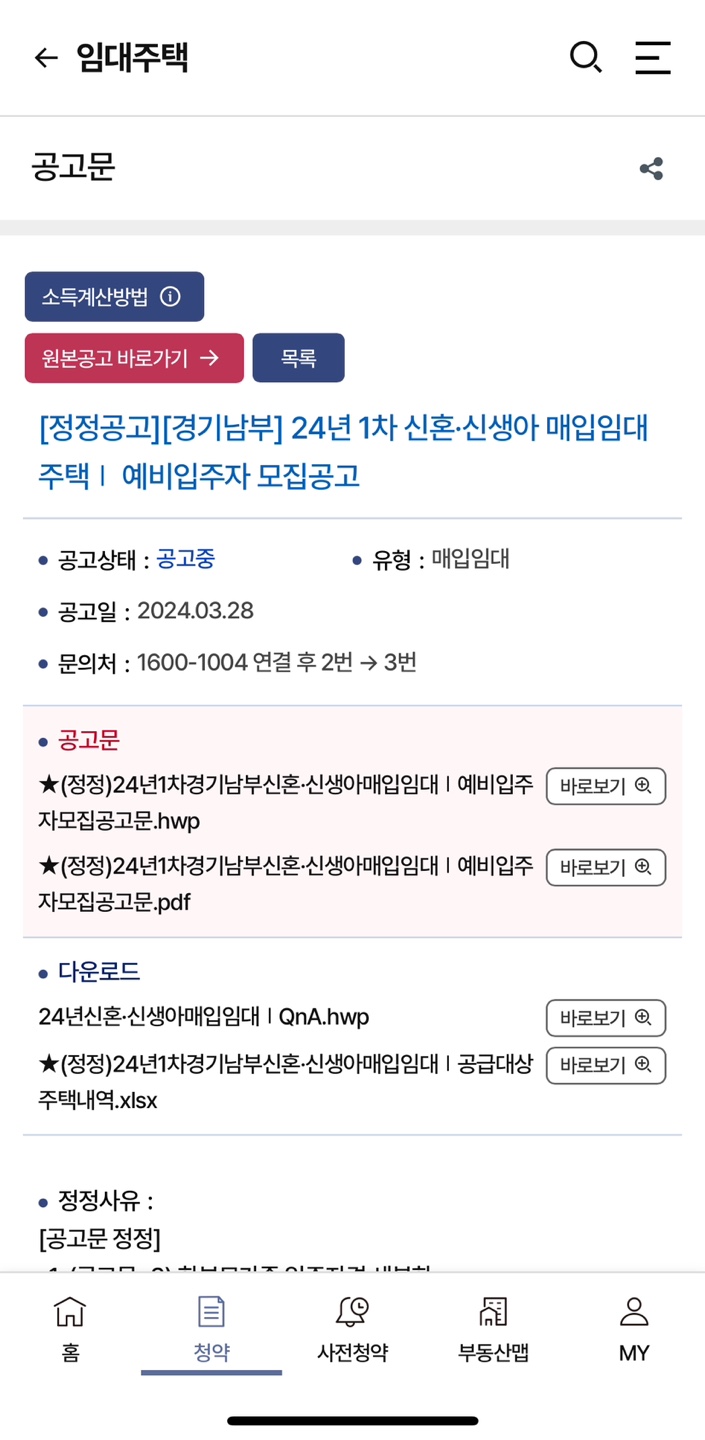 임대주택
공고문
소득계산방법
원본공고 바로가기 →
목록
[정정공고][경기남부] 24년 1차 신혼·신생아 매입임대
주택Ⅰ 예비입주자 모집공고
• 공고상태 : 공고중
• 유형 : 매입임대
• 공고일 : 2024.03.28
• 문의처 : 1600-1004 연결 후 2번 → 3번
• 공고문
★(정정)24년1차경기남부신혼·신생아매입임대Ⅰ예비입주 바로보기
자모집공고문.hwp
★(정정)24년1차경기남부신혼·신생아매입임대Ⅰ예비입주 바로보기
자모집공고문.pdf
• 다운로드
24년신혼·신생아매입임대ⅠQnA.hwp 바로보기
★(정정)24년1차경기남부신혼·신생아매입임대Ⅰ공급대상 바로보기
주택내역.xlsx
• 정정사유 :
[공고문 정정]
홈
청약
사전청약
부동산맵
MY